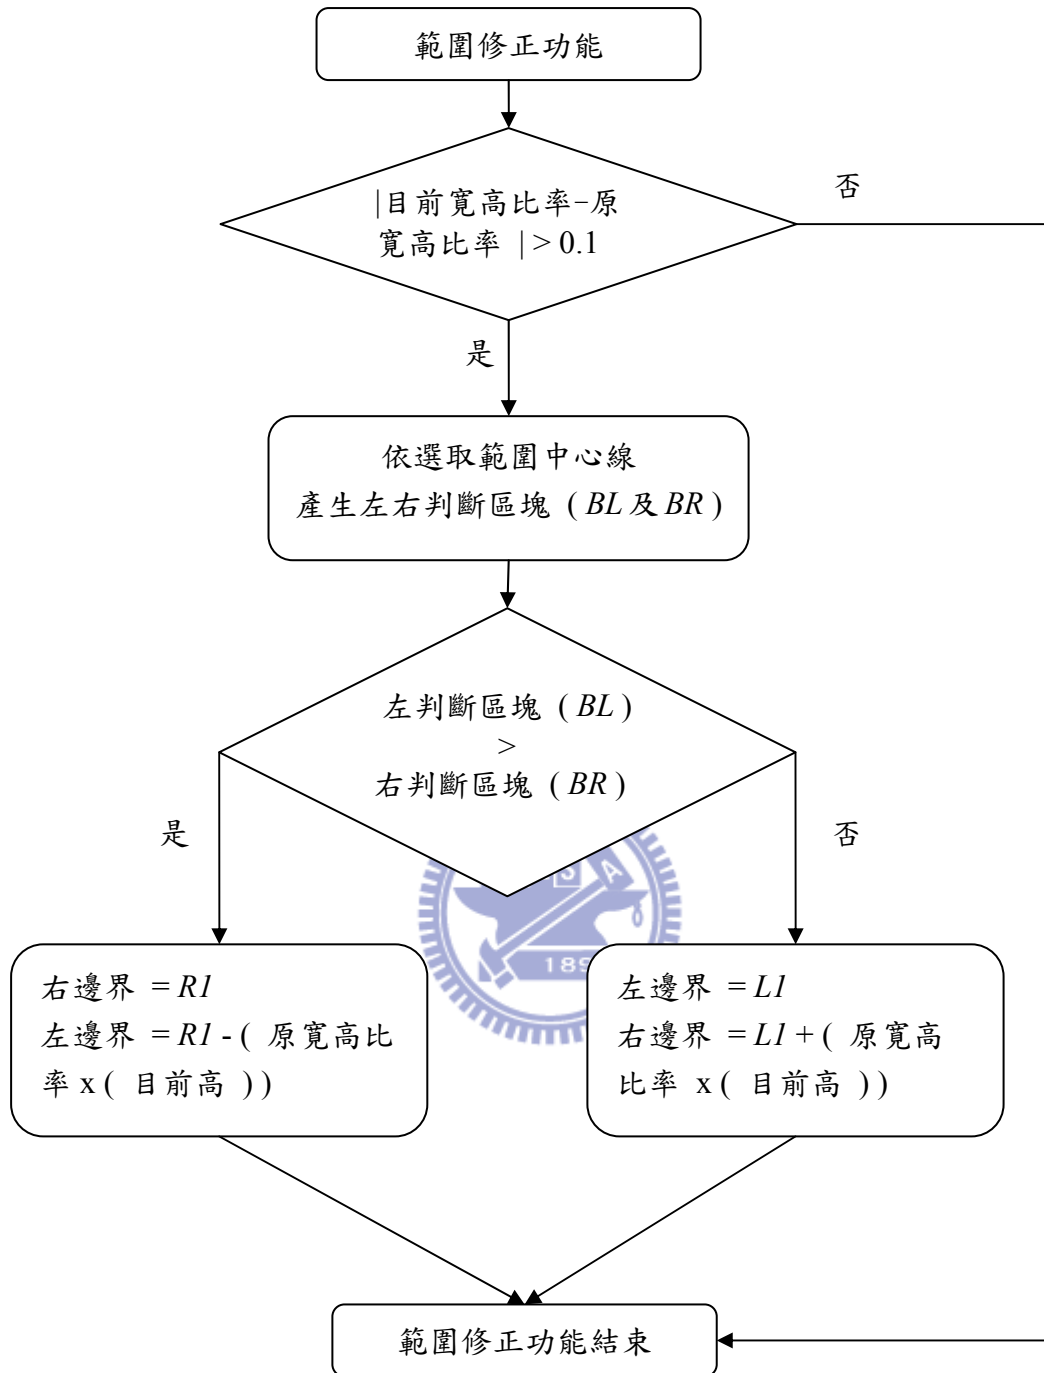 範圍修正功能
|目前寬高比率-原
寬高比率 | > 0.1
否
是
依選取範圍中心線
產生左右判斷區塊 ( BL及BR )
左判斷區塊 ( BL )
>
右判斷區塊 ( BR )
是
否
S A
189
右邊界 = R1
左邊界 = R1 - ( 原寬高比
率 x ( 目前高 ) )
左邊界 = L1
右邊界 = L1 + ( 原寬高
比率 x ( 目前高 ) )
範圍修正功能結束